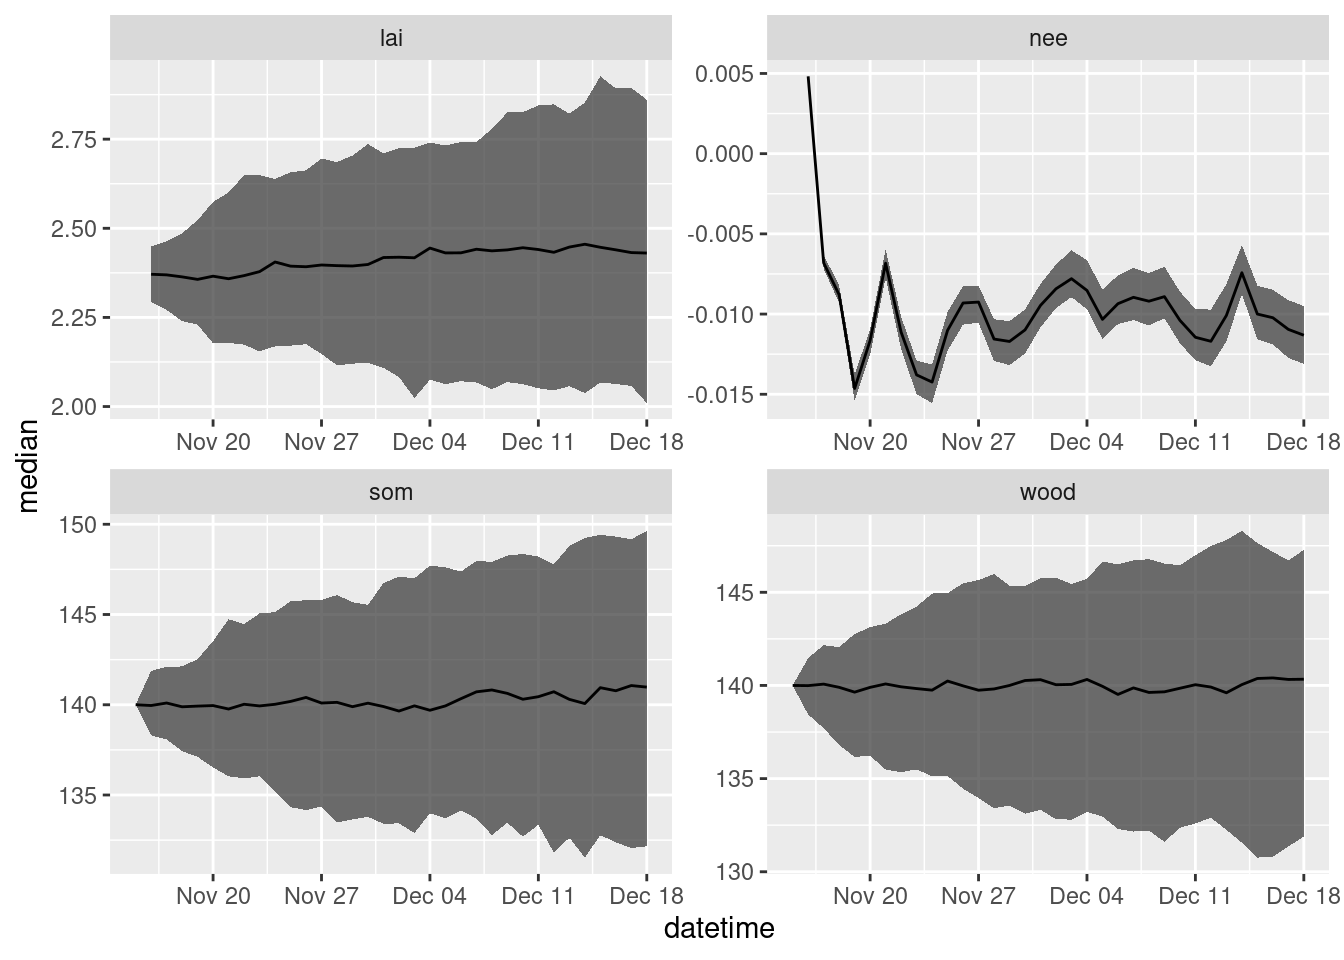 lai
nee
2.75
2.50
2.25
2.00
0.005
0.000
-0.005
-0.010
-0.015
Nov 20 Nov 27 Dec 04 Dec 11 Dec 18
Nov 20 Nov 27 Dec 04 Dec 11 Dec 18
median
som
wood
150
145
140
135
145
140
135
130
Nov 20 Nov 27 Dec 04 Dec 11 Dec 18
Nov 20 Nov 27 Dec 04 Dec 11 Dec 18
datetime